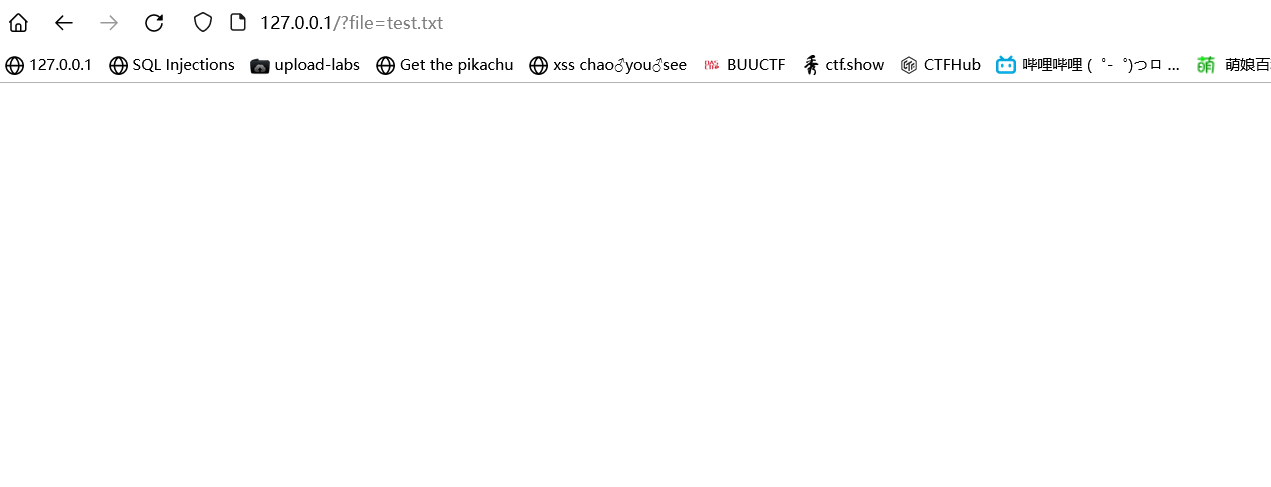 127.0.0.1/?file=test.txt
127.0.0.1 SQL Injections upload-labs Get the pikachu xss chao♂you♂see BUUCTF ctf.show CTFHub 哔哩哔哩 ( ゜- ゜)つロ ... 萌 萌娘百